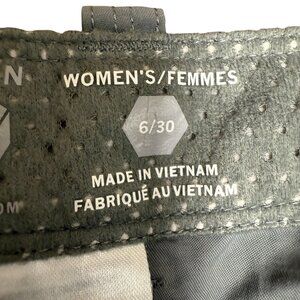 WOMEN'S/FEMMES
6/30
MADE IN VIETNAM
FABRIQUÉ AU VIETNAM